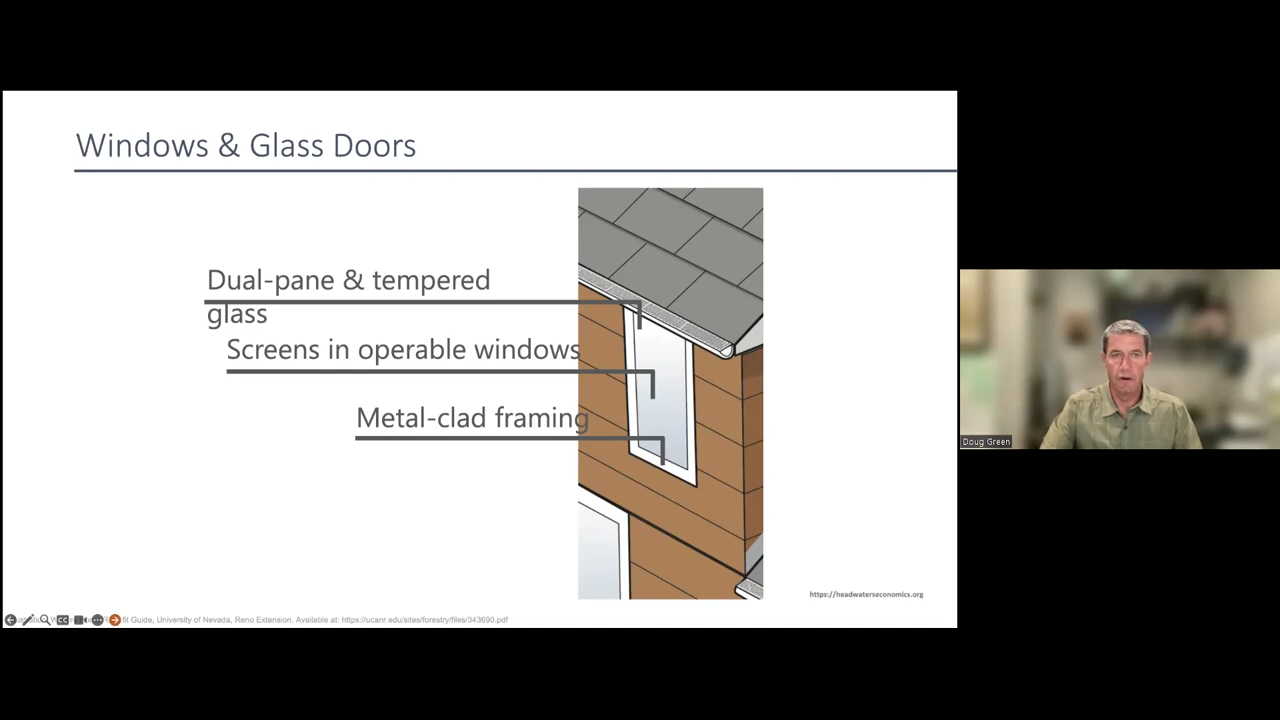 Windows & Glass Doors
Dual-pane & tempered
glass
Screens in operable windows
Metal-clad framing
https://headwaterseconomics.org
fit Guide, University of Nevada, Reno Extension. Available at: https://ucanr.edu/sites/forestry/files/343690.pdf
Doug Green